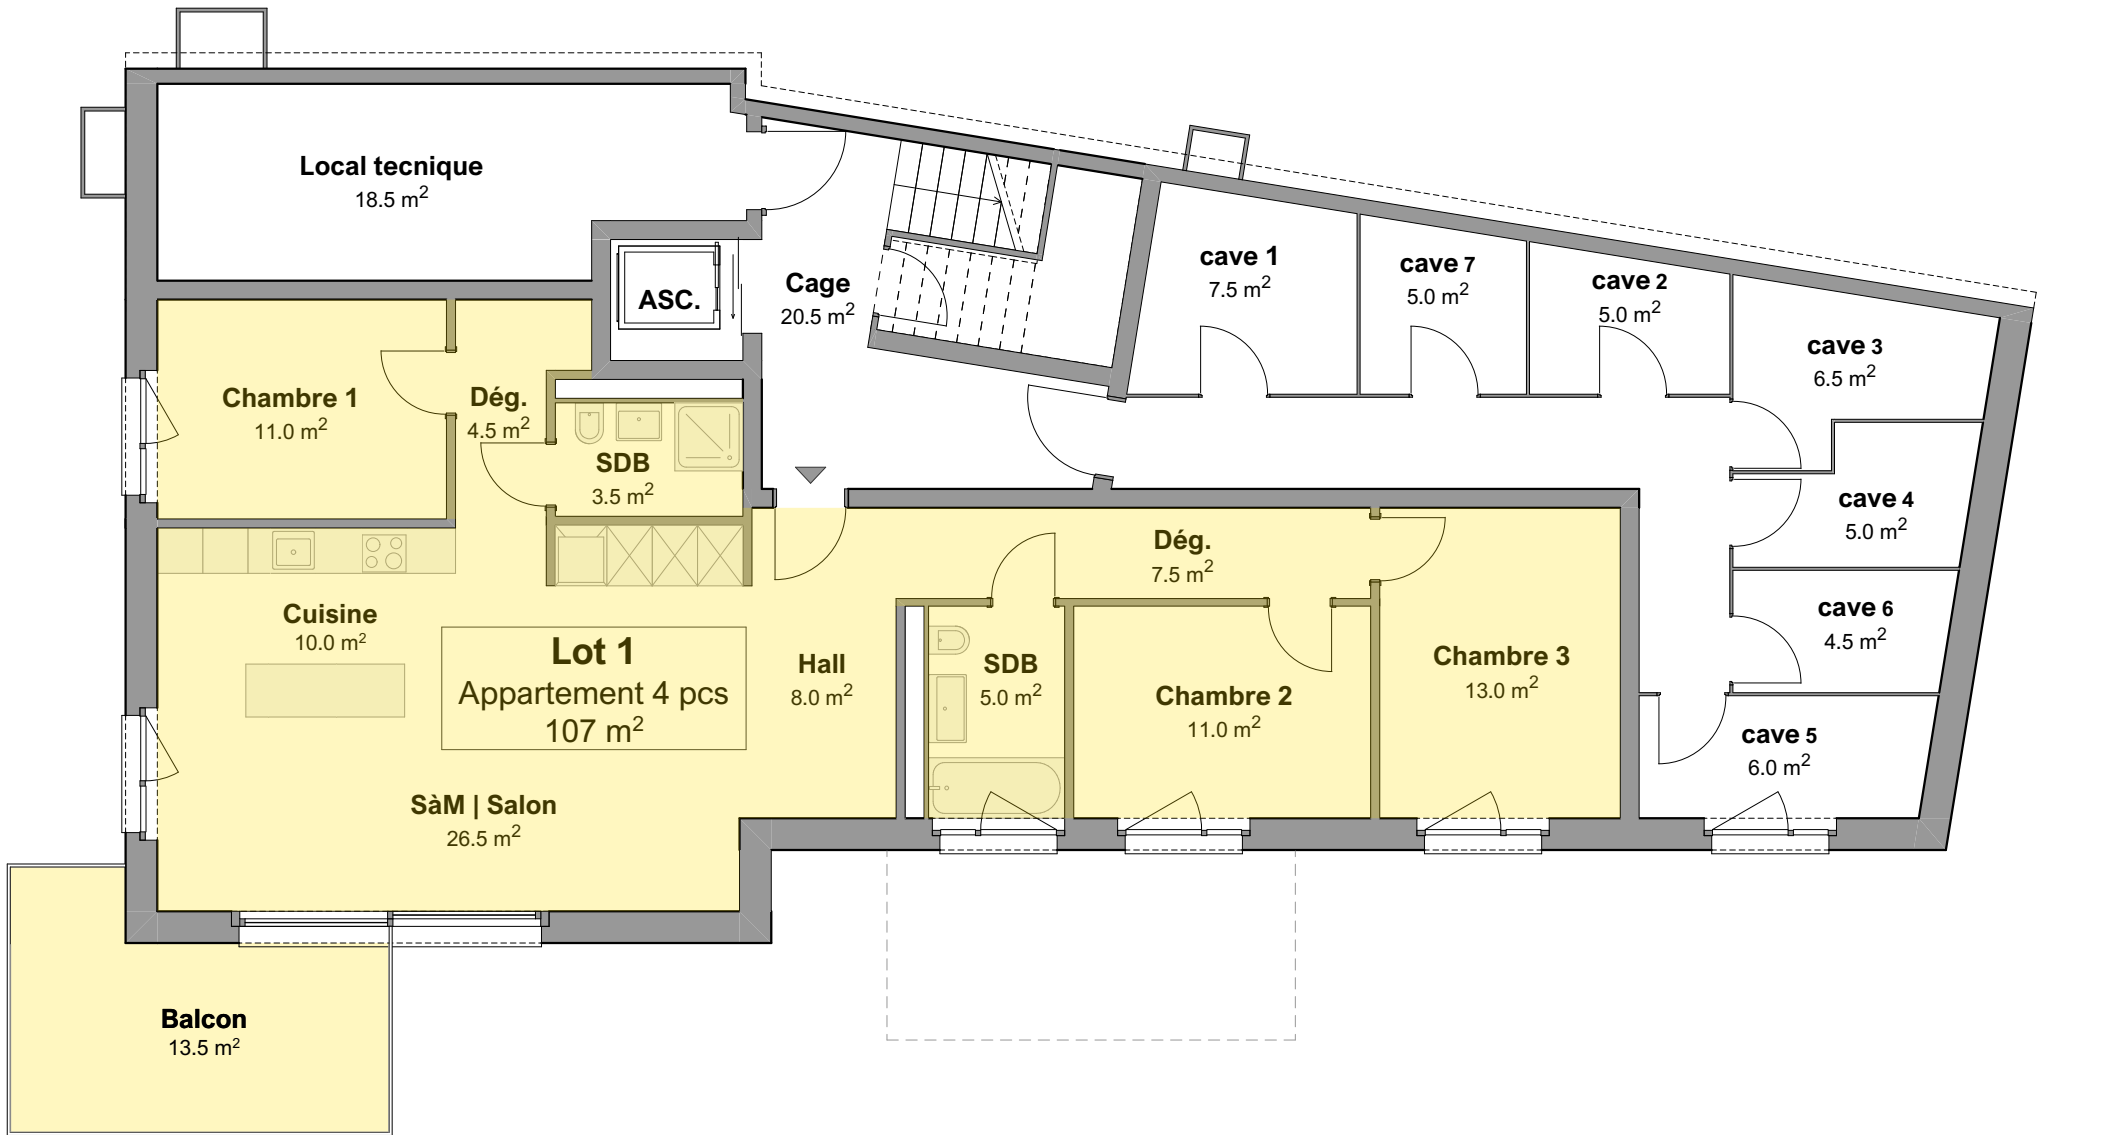 Local tecnique
18.5 m²
ASC.
Cage
20.5 m²
cave 1
7.5 m²
cave 7
5.0 m²
cave 2
5.0 m²
cave 3
6.5 m²
Chambre 1
11.0 m²
Dég.
4.5 m²
SDB
3.5 m²
cave 4
5.0 m²
Dég.
7.5 m²
cave 6
4.5 m²
Cuisine
10.0 m²
Lot 1
Appartement 4 pcs
107 m²
Hall
8.0 m²
SDB
5.0 m²
Chambre 2
11.0 m²
Chambre 3
13.0 m²
cave 5
6.0 m²
SàM | Salon
26.5 m²
Balcon
13.5 m²